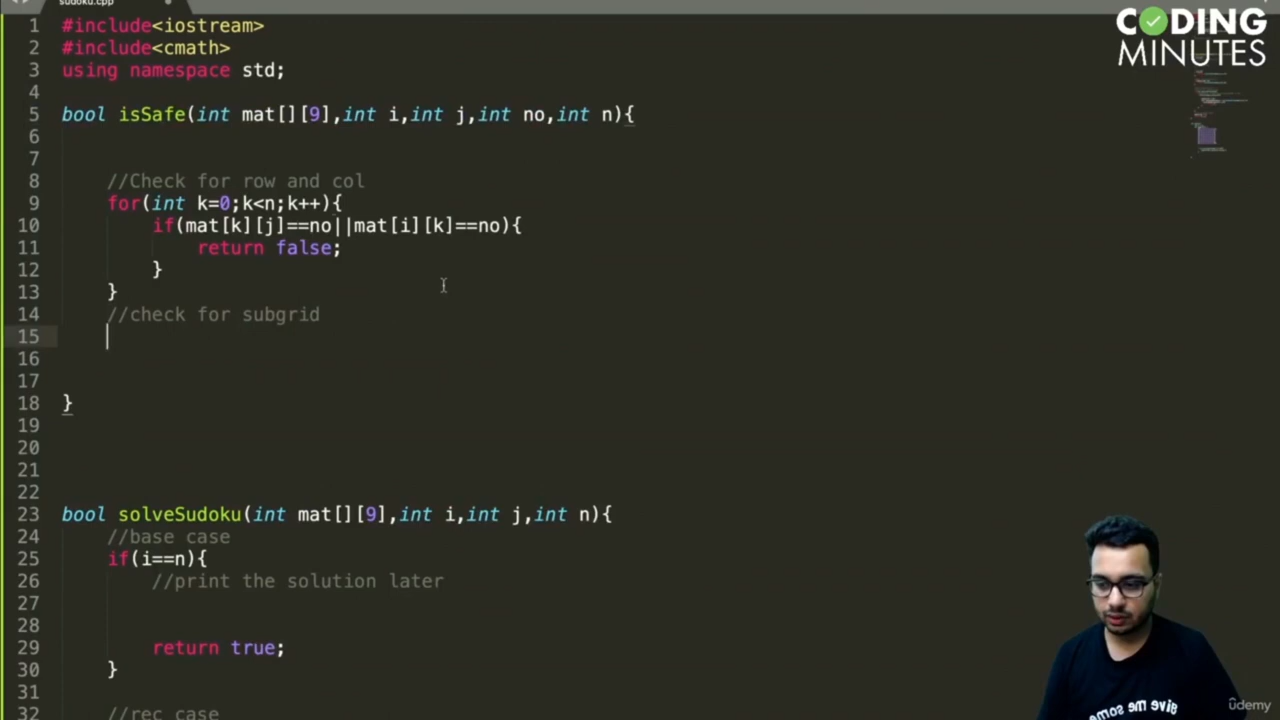 sudoku.cpp
CODING
MINUTES
1 #include<iostream>
2 #include<cmath>
3 using namespace std;
4
5 bool isSafe(int mat[][9],int i,int j,int no,int n){
6
7
8 //Check for row and col
9 for(int k=0;k<n;k++){
10 if(mat[k][j]==no||mat[i][k]==no){
11 return false;
12 }
13 }
14 //check for subgrid
15
16
17
18 }
19
20
21
22
23 bool solveSudoku(int mat[][9],int i,int j,int n){
24 //base case
25 if(i==n){
26 //print the solution later
27
28
29 return true;
30 }
31
32 //rec case
give me some
udemy